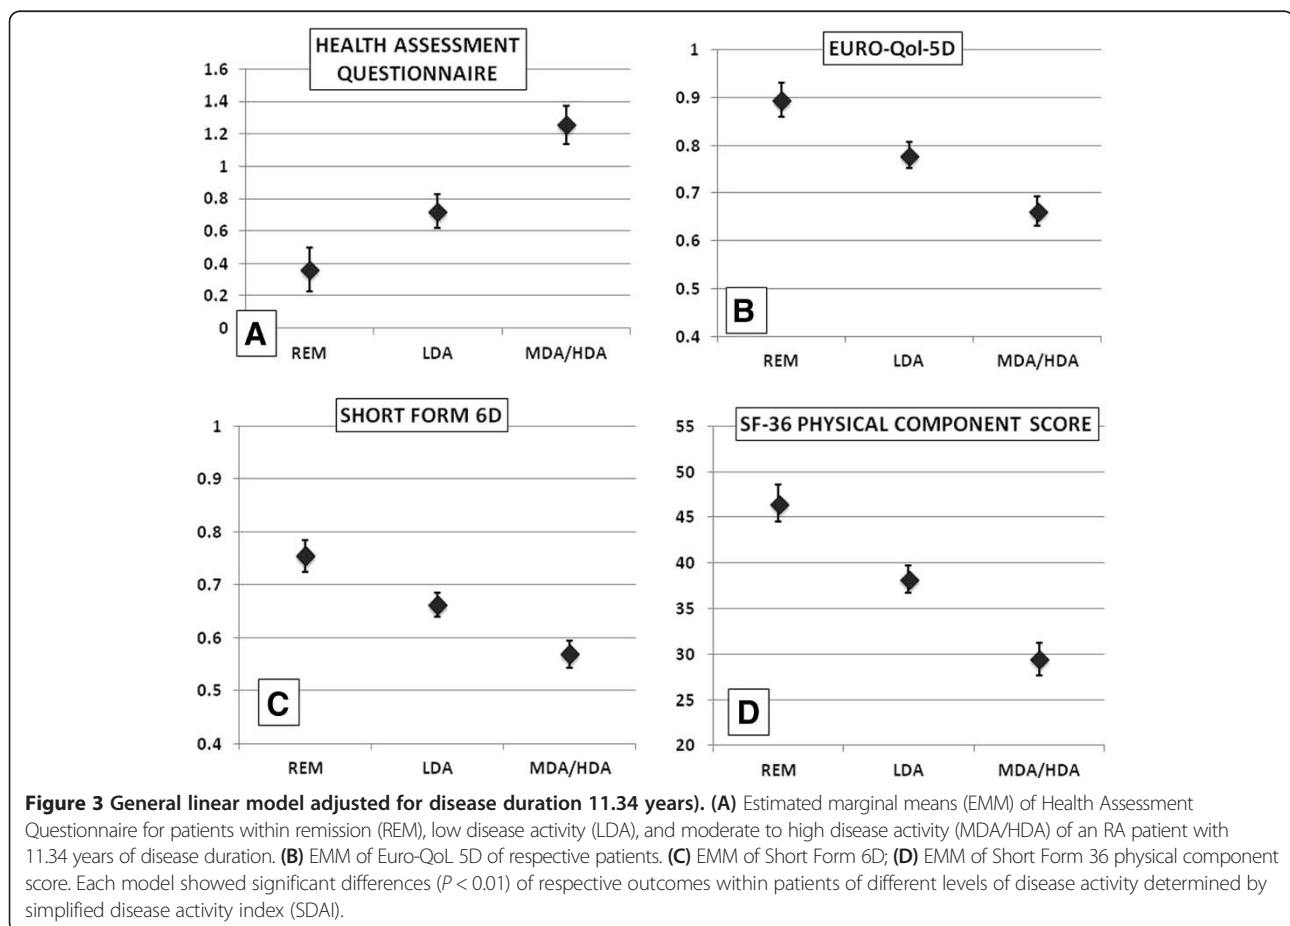 HEALTH ASSESSMENT
QUESTIONNAIRE
1.6
1.4
1.2
1
0.8
0.6
0.4
0.2
0
A
REM LDA MDA/HDA
EURO-Qol-5D
1
0.9
0.8
0.7
0.6
0.5
0.4
B
REM LDA MDA/HDA
SHORT FORM 6D
1
0.9
0.8
0.7
0.6
0.5
0.4
C
REM LDA MDA/HDA
SF-36 PHYSICAL COMPONENT SCORE
55
50
45
40
35
30
25
20
D
REM LDA MDA/HDA
Figure 3 General linear model adjusted for disease duration 11.34 years). (A) Estimated marginal means (EMM) of Health Assessment
Questionnaire for patients within remission (REM), low disease activity (LDA), and moderate to high disease activity (MDA/HDA) of an RA patient with
11.34 years of disease duration. (B) EMM of Euro-QoL 5D of respective patients. (C) EMM of Short Form 6D; (D) EMM of Short Form 36 physical component
score. Each model showed significant differences (P < 0.01) of respective outcomes within patients of different levels of disease activity determined by
simplified disease activity index (SDAI).